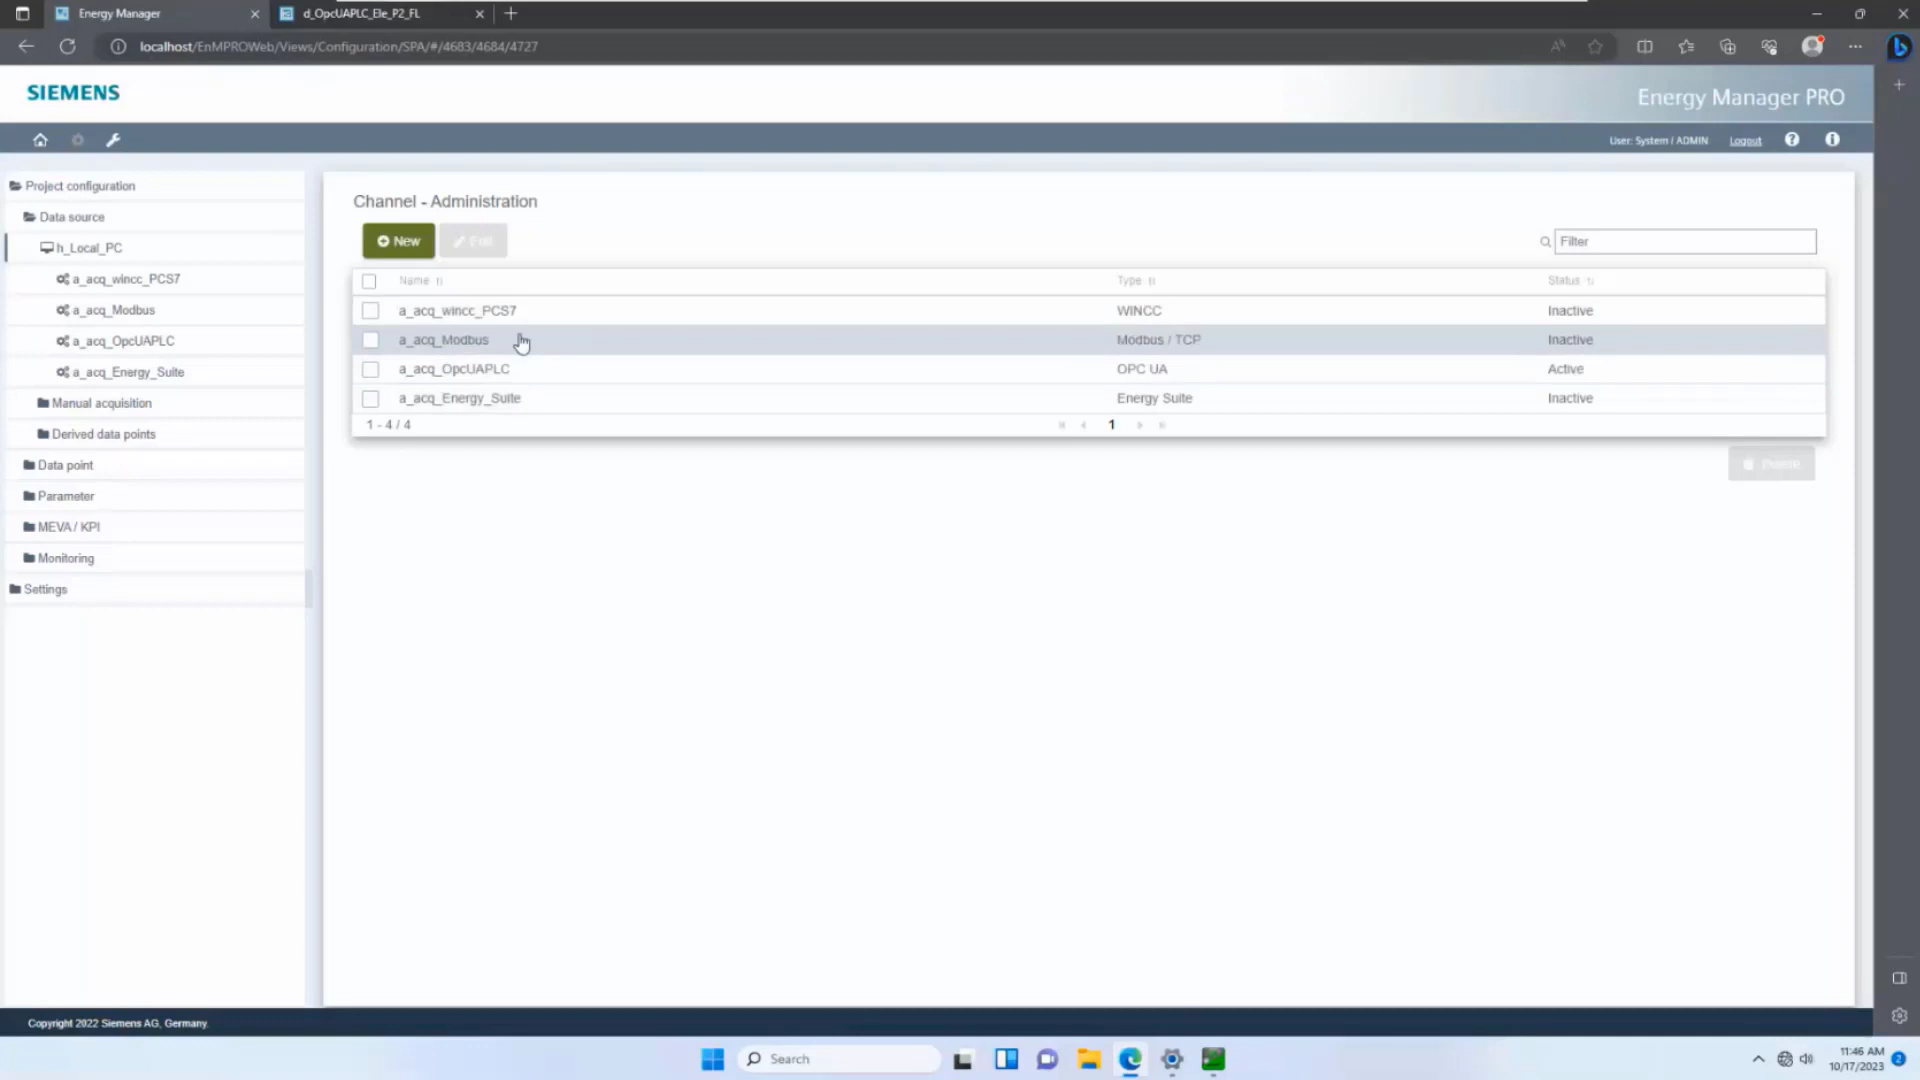 Energy Manager
d_OpcUAPLC_Ele_P2_FL
localhost/EnMPROWeb/Views/Configuration/SPA/#/4683/4684/4727
SIEMENS
Energy Manager PRO
User: System / ADMIN
Logout
Project configuration
Data source
h_Local_PC
a_acq_wincc_PCS7
a_acq_Modbus
a_acq_OpcUAPLC
a_acq_Energy_Suite
Manual acquisition
Derived data points
Data point
Parameter
MEVA / KPI
Monitoring
Settings
Channel - Administration
New
Edit
Filter
Name Type Status
a_acq_wincc_PCS7 WINCC Inactive
a_acq_Modbus Modbus / TCP Inactive
a_acq_OpcUAPLC OPC UA Active
a_acq_Energy_Suite Energy Suite Inactive
1 - 4 / 4
1
Delete
Copyright 2022 Siemens AG, Germany
Search
11:46 AM
10/17/2023
2